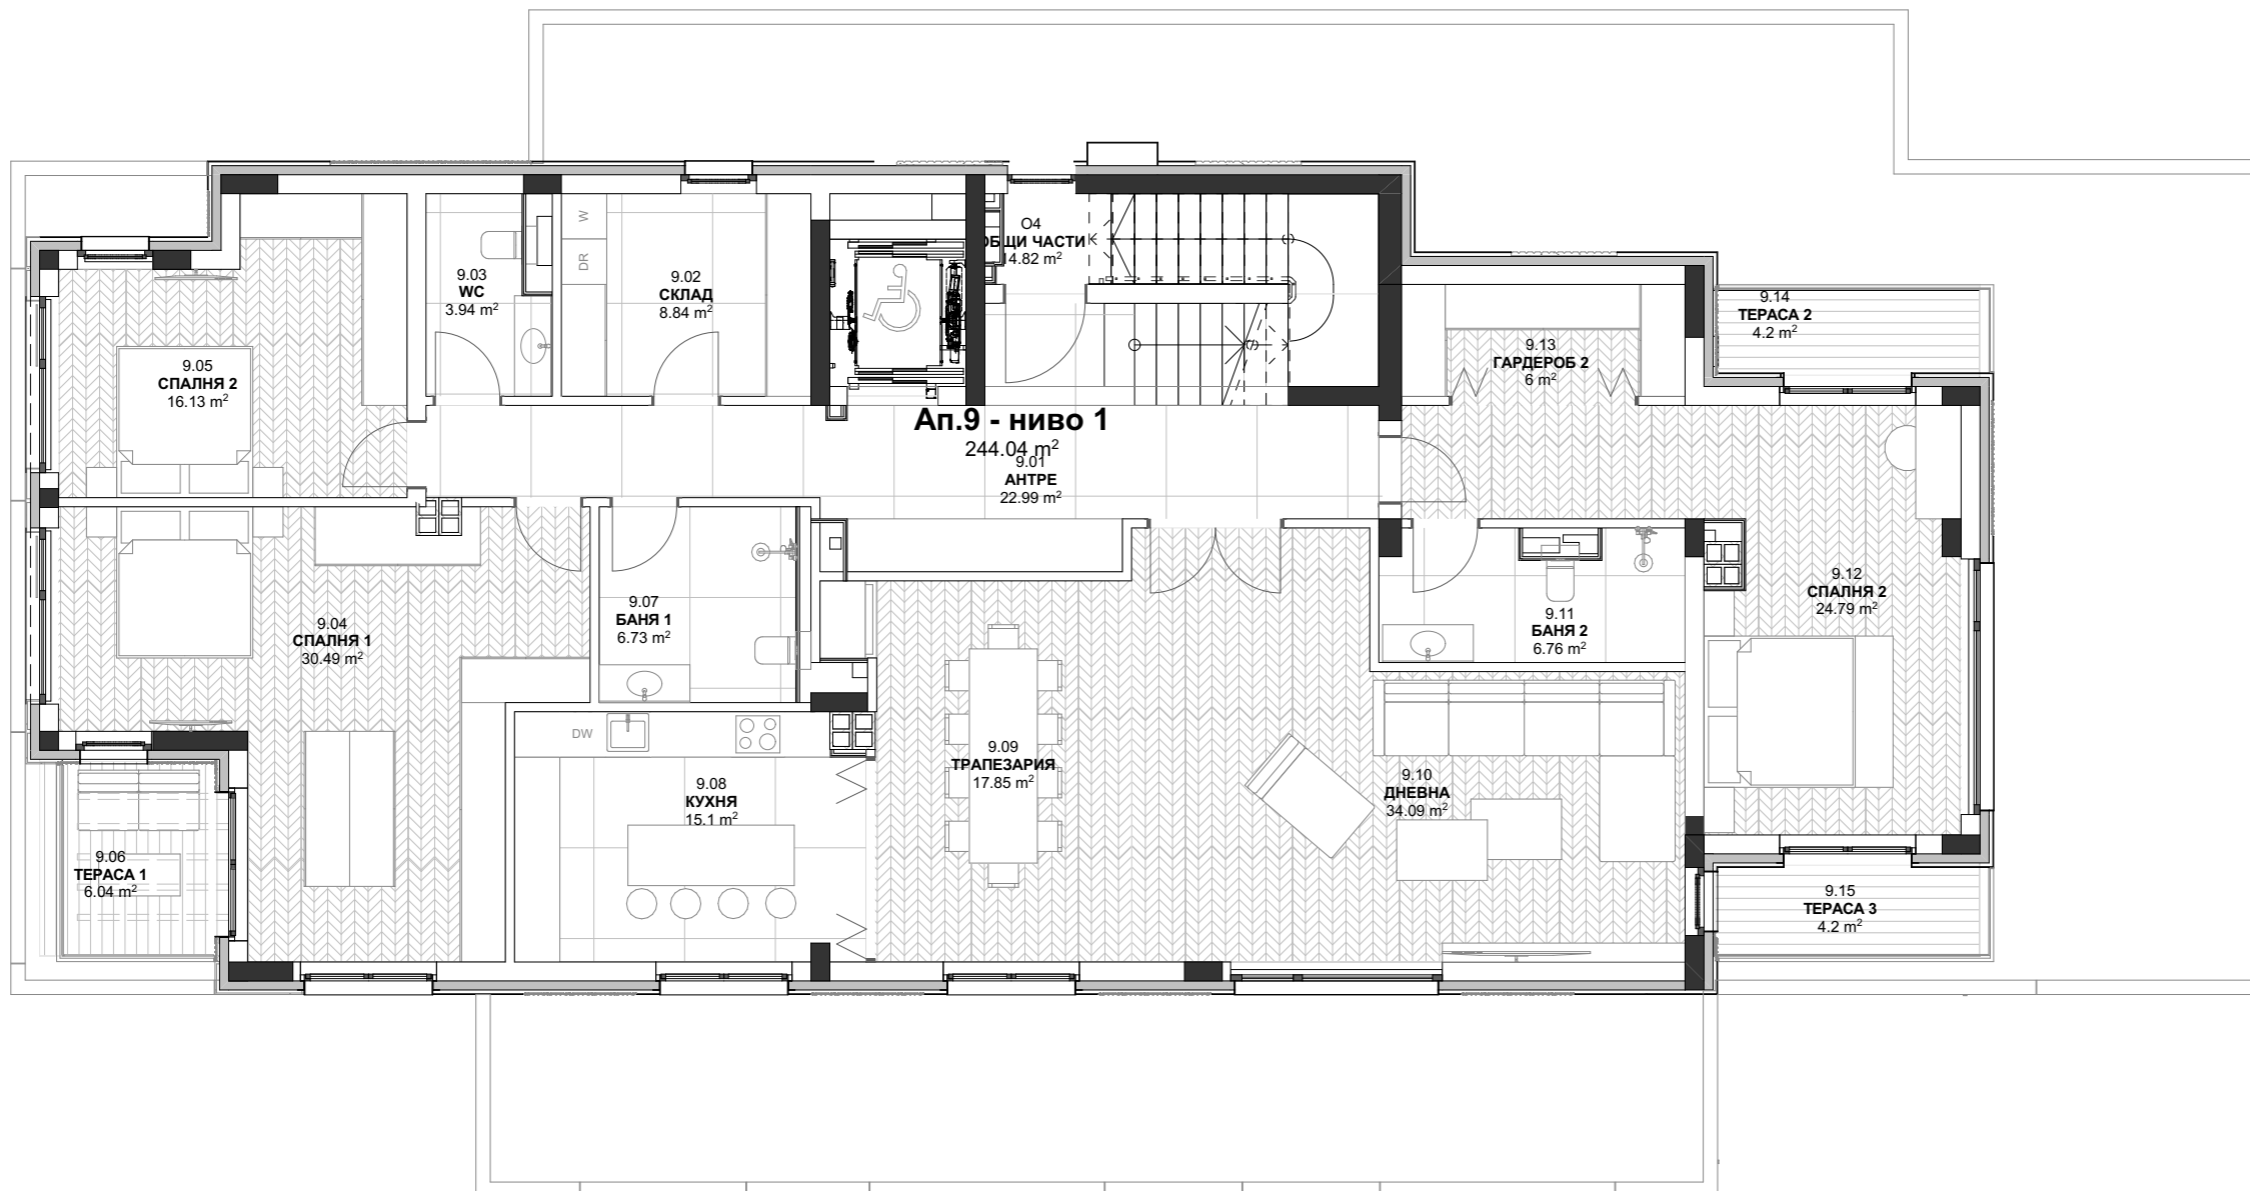 O4
ОБЩИ ЧАСТИ
14.82 m²
W
DR
9.03
WC
3.94 m²
9.02
СКЛАД
8.84 m²
9.14
ТЕРАСА 2
4.2 m²
9.13
ГАРДЕРОБ 2
6 m²
9.05
СПАЛНЯ 2
16.13 m²
Ап.9 - ниво 1
244.04 m²
9.01
АНТРЕ
22.99 m²
9.04
СПАЛНЯ 1
30.49 m²
9.07
БАНЯ 1
6.73 m²
9.11
БАНЯ 2
6.76 m²
9.12
СПАЛНЯ 2
24.79 m²
DW
9.08
КУХНЯ
15.1 m²
9.09
ТРАПЕЗАРИЯ
17.85 m²
9.10
ДНЕВНА
34.09 m²
9.06
ТЕРАСА 1
6.04 m²
9.15
ТЕРАСА 3
4.2 m²